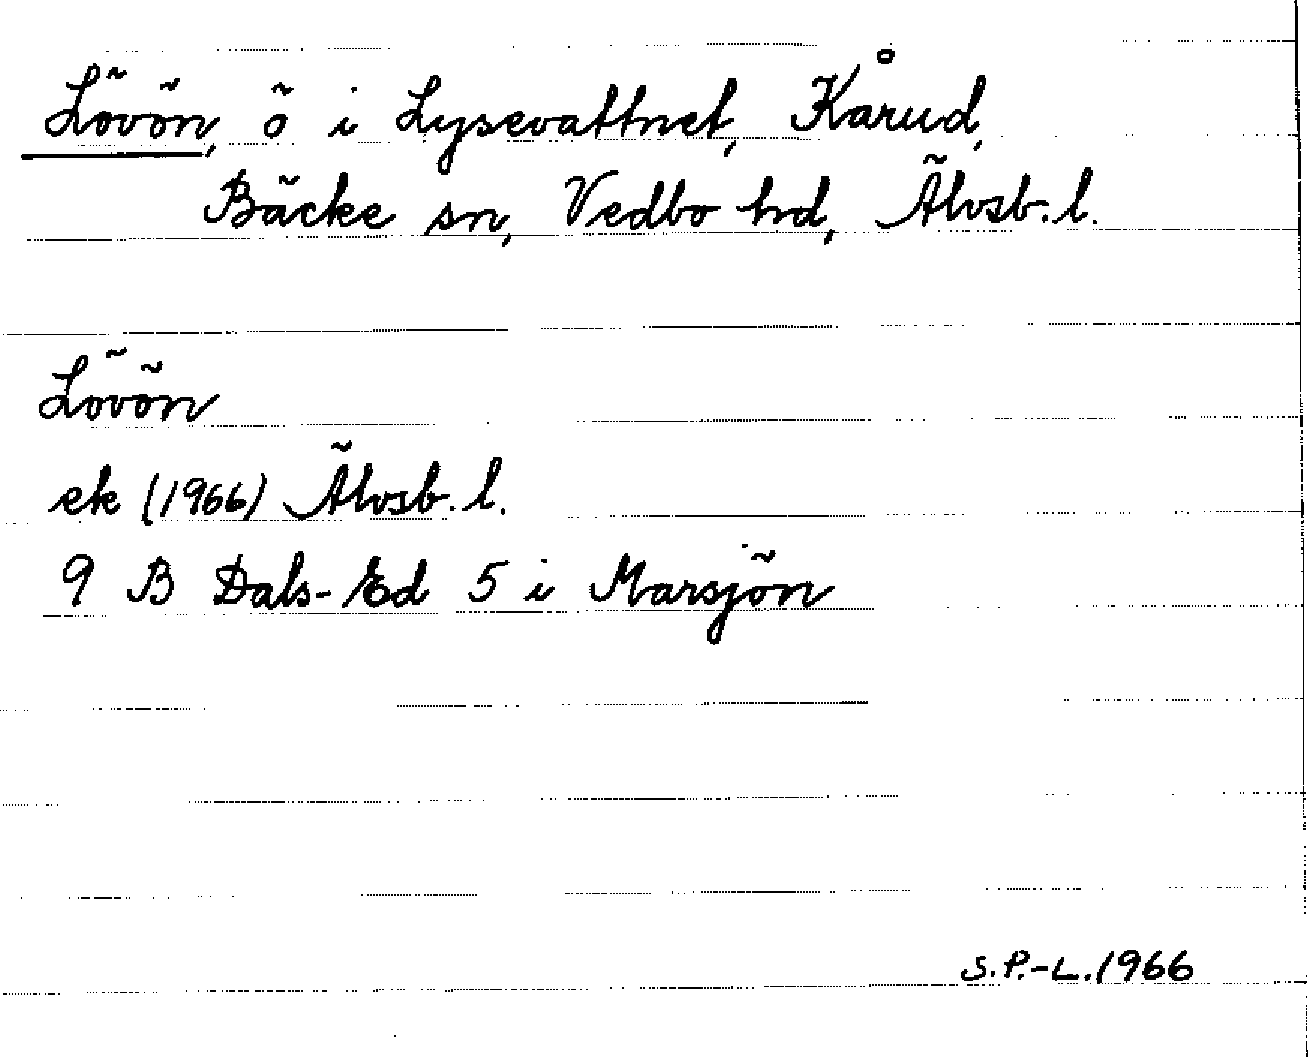 Lövön, ö i Lysevattnet, Kårud,
Bäcke sn, Vedbo hd, Älvsb. l.
Lövön
ek (1966) Älvsb. l.
9 B Dals-Ed 5 i Marsjön
S.P.-L. 1966